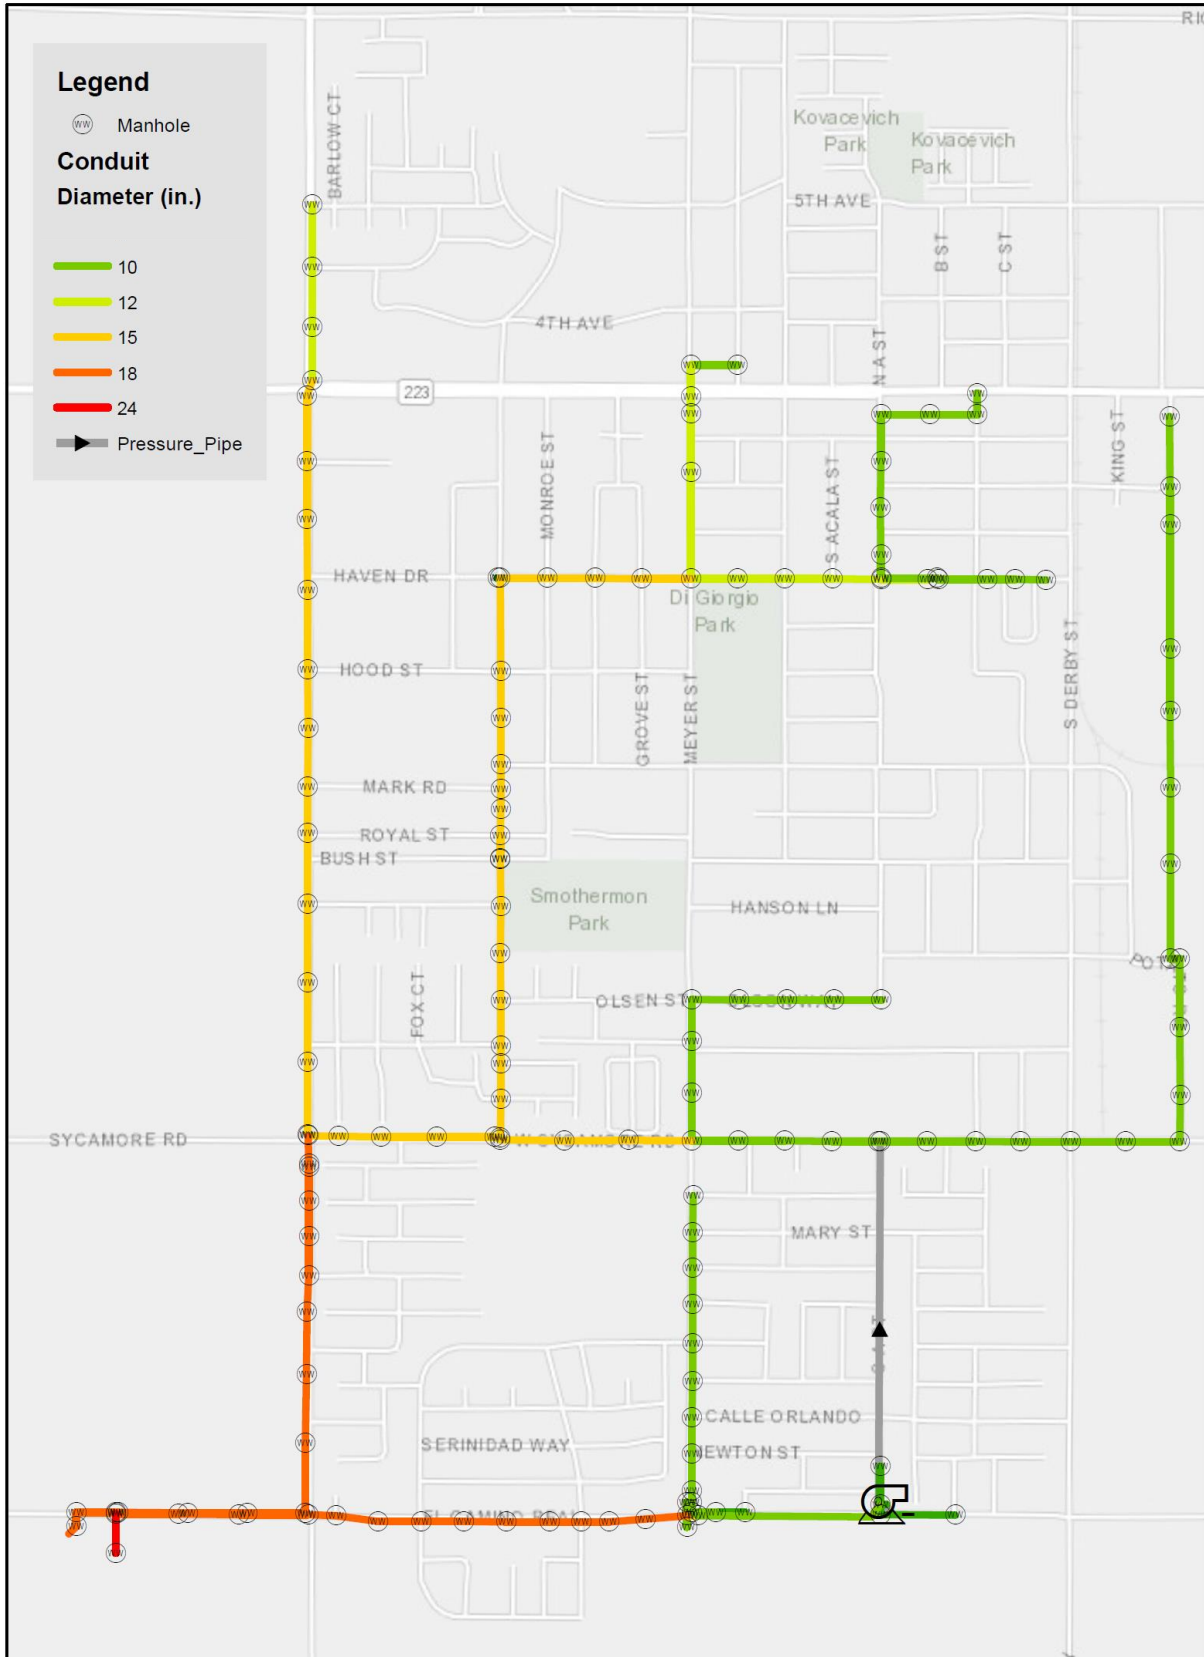 RIC
Legend
WW Manhole
Conduit
Diameter (in.)
10
12
15
18
24
Pressure_Pipe
BARLOW CT
Kovacevich
Park
Kovacevich
Park
5TH AVE
B ST
C ST
4TH AVE
N A ST
223
MONROE ST
S ACALA ST
KING ST
HAVEN DR
Di Giorgio
Park
HOOD ST
GROVE ST
MEYER ST
S DERBY ST
MARK RD
ROYAL ST
BUSH ST
Smothermon
Park
HANSON LN
FOX CT
OLSEN ST
SYCAMORE RD
MARY ST
CALLE ORLANDO
SERINIDAD WAY
NEWTON ST